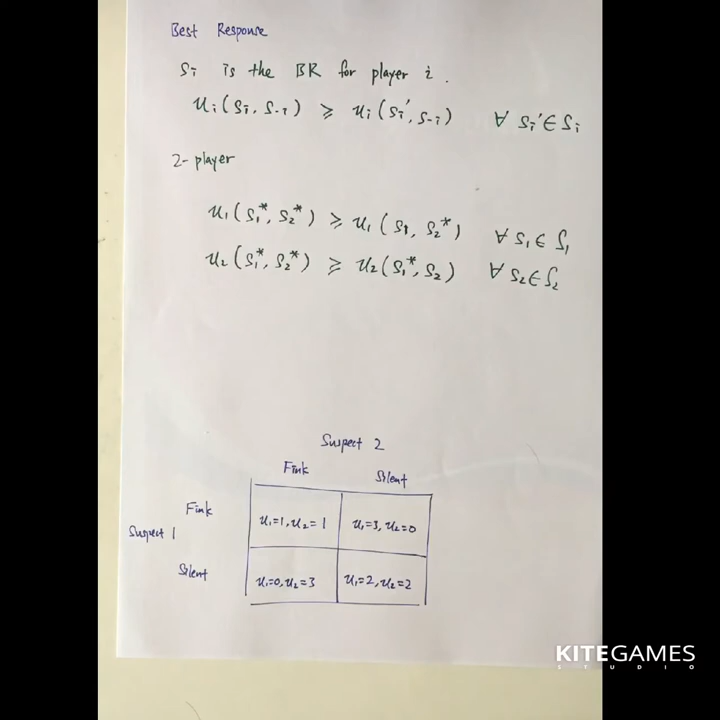 Best Response
Si is the BR for player i.
ui(si, s-i) ⩾ ui(si', s-i) ∀ si' ∈ Si
2-player
u1(s1*, s2*) ⩾ u1(s1, s2*) ∀ s1 ∈ S1
u2(s1*, s2*) ⩾ u2(s1*, s2) ∀ s2 ∈ S2
Suspect 2
Fink Silent
Fink u1=1, u2=1 u1=3, u2=0
Suspect 1
Silent u1=0, u2=3 u1=2, u2=2
KITEGAMES
STUDIO